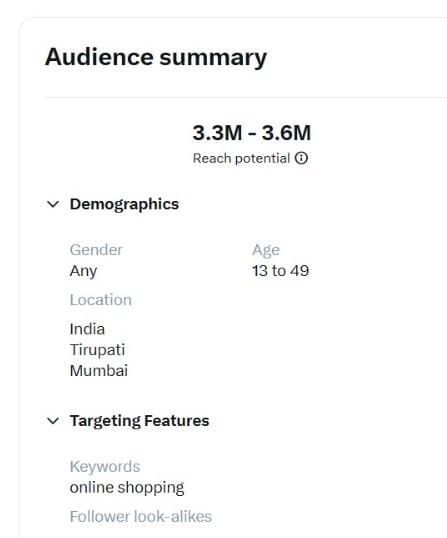 Audience summary
3.3M - 3.6M
Reach potential
Demographics
Gender Age
Any 13 to 49
Location
India
Tirupati
Mumbai
Targeting Features
Keywords
online shopping
Follower look-alikes